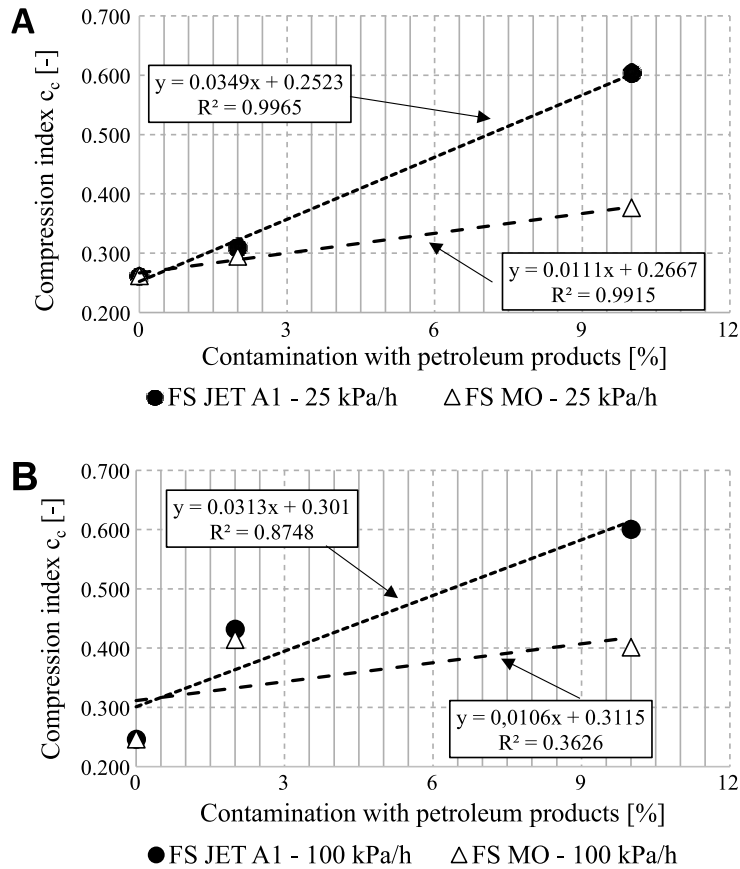 A
Compression index c_c [-]
0.700
0.600
0.500
0.400
0.300
0.200
y = 0.0349x + 0.2523
R² = 0.9965
y = 0.0111x + 0.2667
R² = 0.9915
0 3 6 9 12
Contamination with petroleum products [%]
FS JET A1 - 25 kPa/h FS MO - 25 kPa/h
B
Compression index c_c [-]
0.700
0.600
0.500
0.400
0.300
0.200
y = 0.0313x + 0.301
R² = 0.8748
y = 0,0106x + 0.3115
R² = 0.3626
0 3 6 9 12
Contamination with petroleum products [%]
FS JET A1 - 100 kPa/h FS MO - 100 kPa/h